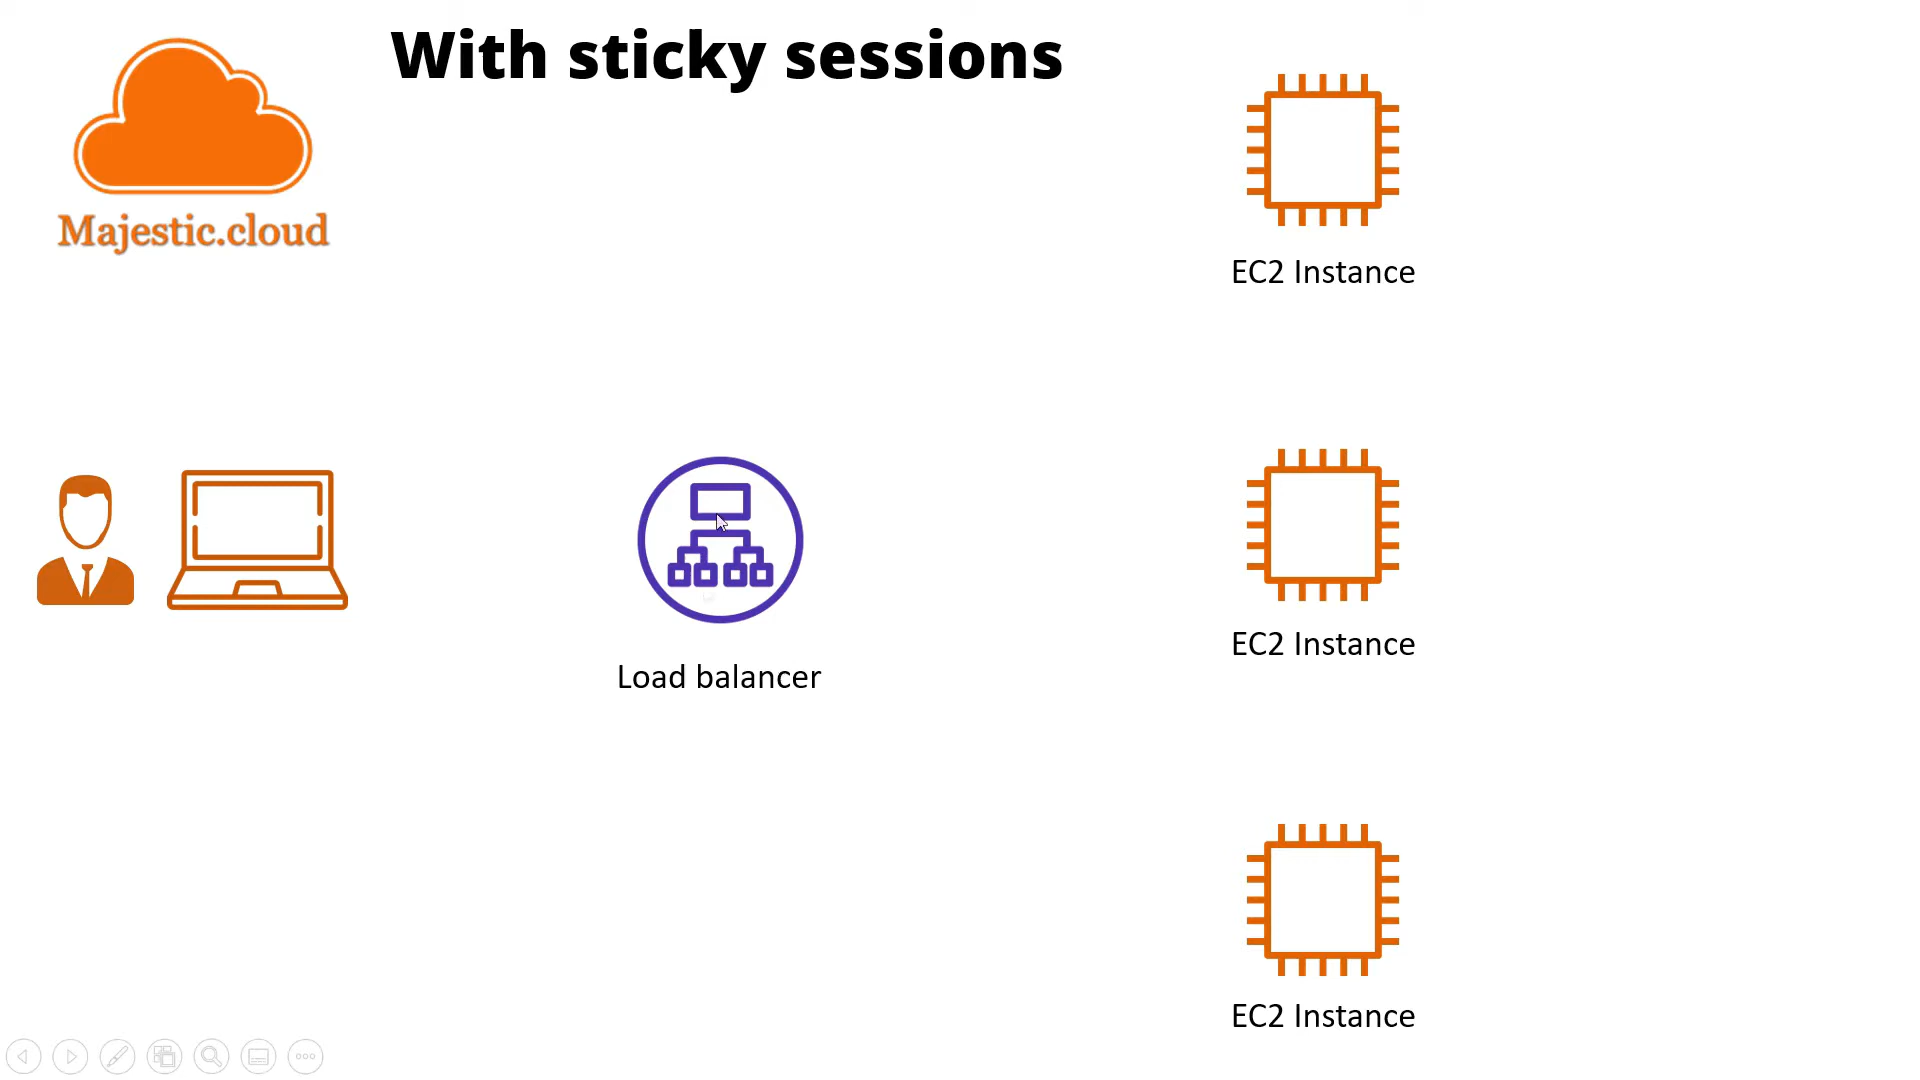 With sticky sessions
Majestic.cloud
EC2 Instance
EC2 Instance
Load balancer
EC2 Instance